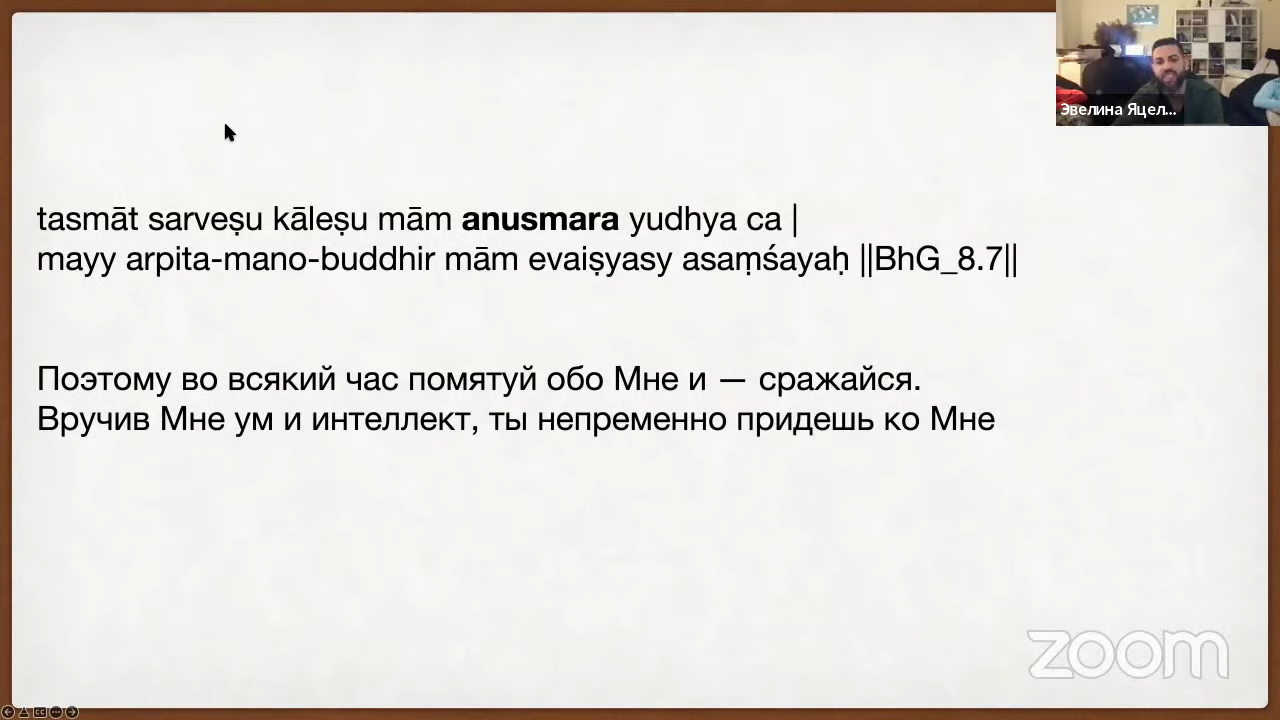 Эвелина Яцел...
tasmāt sarveṣu kāleṣu mām anusmara yudhya ca |
mayy arpita-mano-buddhir mām evaiṣyasy asaṃśayaḥ ||BhG_8.7||
Поэтому во всякий час помятуй обо Мне и — сражайся.
Вручив Мне ум и интеллект, ты непременно придешь ко Мне
zoom